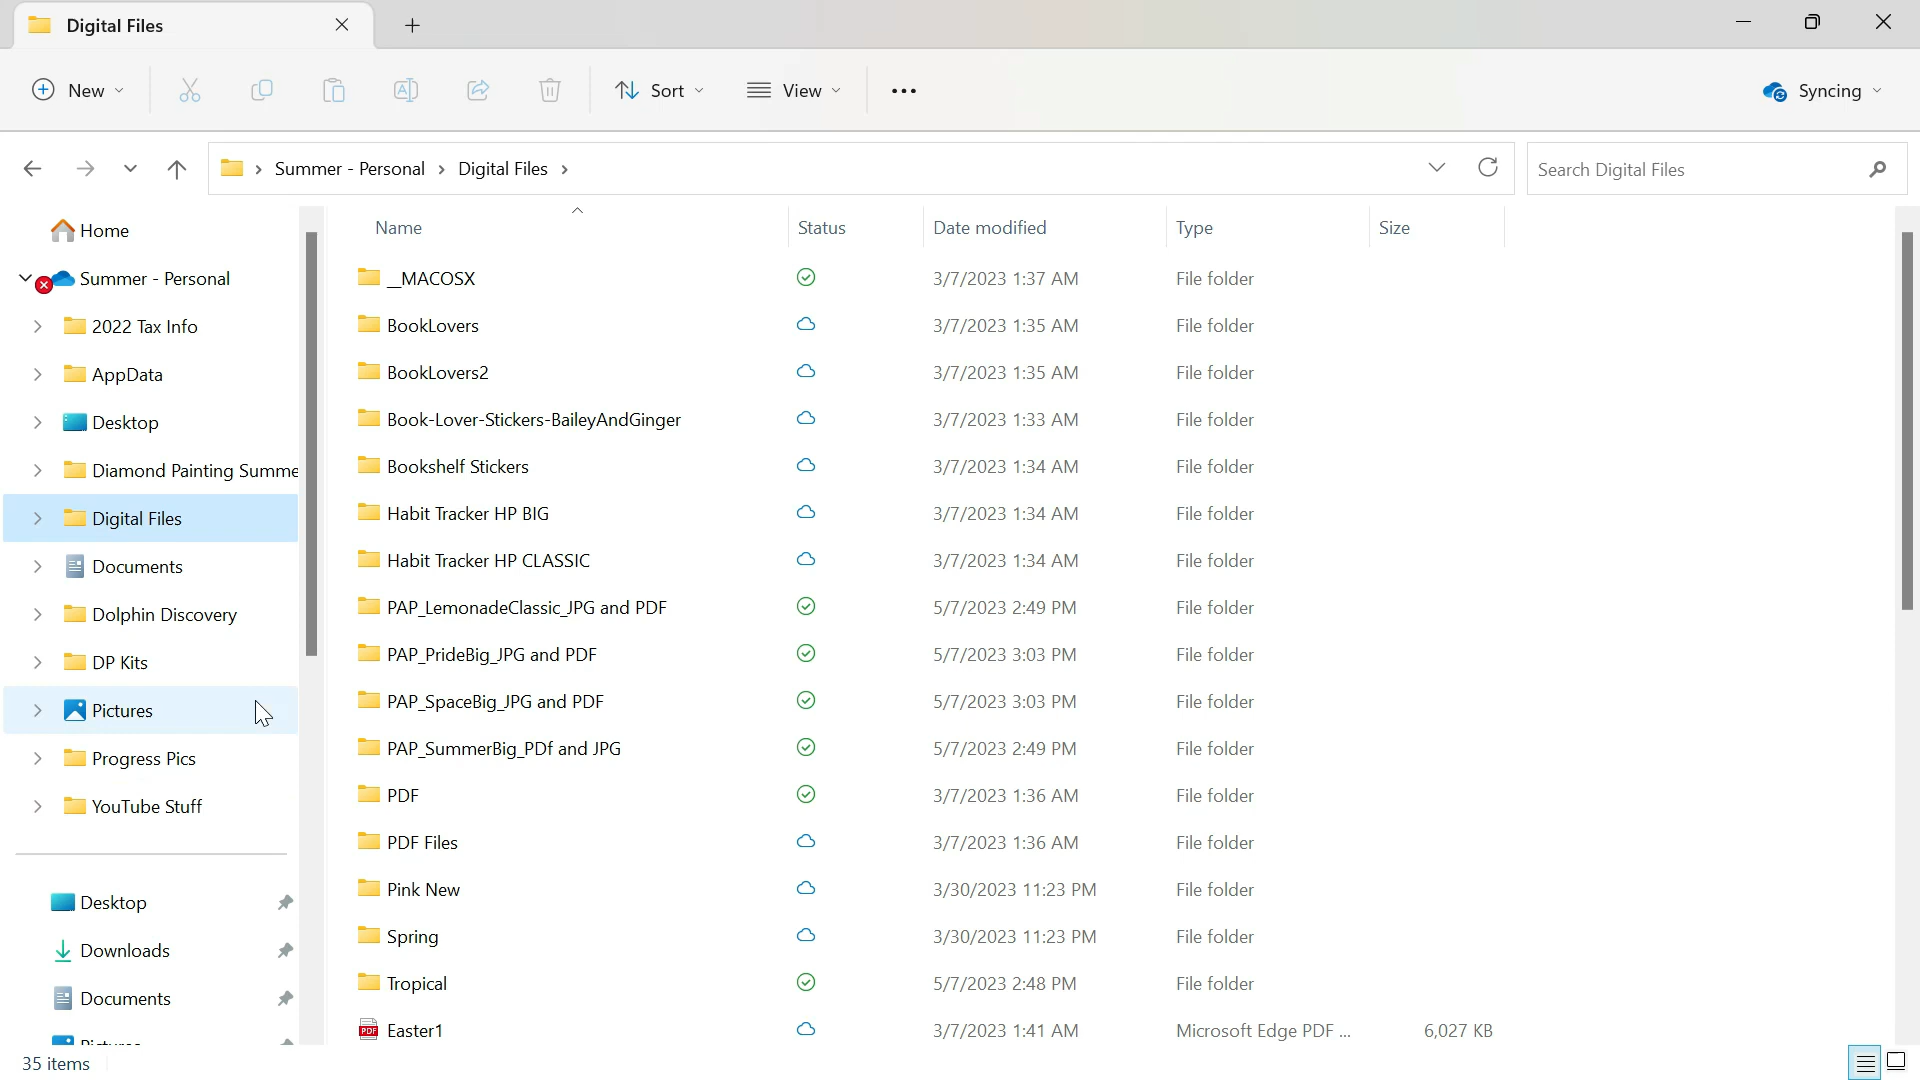 Digital Files
New
Sort
View
Syncing
Summer - Personal > Digital Files >
Search Digital Files
Home
Summer - Personal
2022 Tax Info
AppData
Desktop
Diamond Painting Summe
Digital Files
Documents
Dolphin Discovery
DP Kits
Pictures
Progress Pics
YouTube Stuff
Desktop
Downloads
Documents
Name Status Date modified Type Size
__MACOSX 3/7/2023 1:37 AM File folder
BookLovers 3/7/2023 1:35 AM File folder
BookLovers2 3/7/2023 1:35 AM File folder
Book-Lover-Stickers-BaileyAndGinger 3/7/2023 1:33 AM File folder
Bookshelf Stickers 3/7/2023 1:34 AM File folder
Habit Tracker HP BIG 3/7/2023 1:34 AM File folder
Habit Tracker HP CLASSIC 3/7/2023 1:34 AM File folder
PAP_LemonadeClassic_JPG and PDF 5/7/2023 2:49 PM File folder
PAP_PrideBig_JPG and PDF 5/7/2023 3:03 PM File folder
PAP_SpaceBig_JPG and PDF 5/7/2023 3:03 PM File folder
PAP_SummerBig_PDf and JPG 5/7/2023 2:49 PM File folder
PDF 3/7/2023 1:36 AM File folder
PDF Files 3/7/2023 1:36 AM File folder
Pink New 3/30/2023 11:23 PM File folder
Spring 3/30/2023 11:23 PM File folder
Tropical 5/7/2023 2:48 PM File folder
Easter1 3/7/2023 1:41 AM Microsoft Edge PDF ... 6,027 KB
35 items